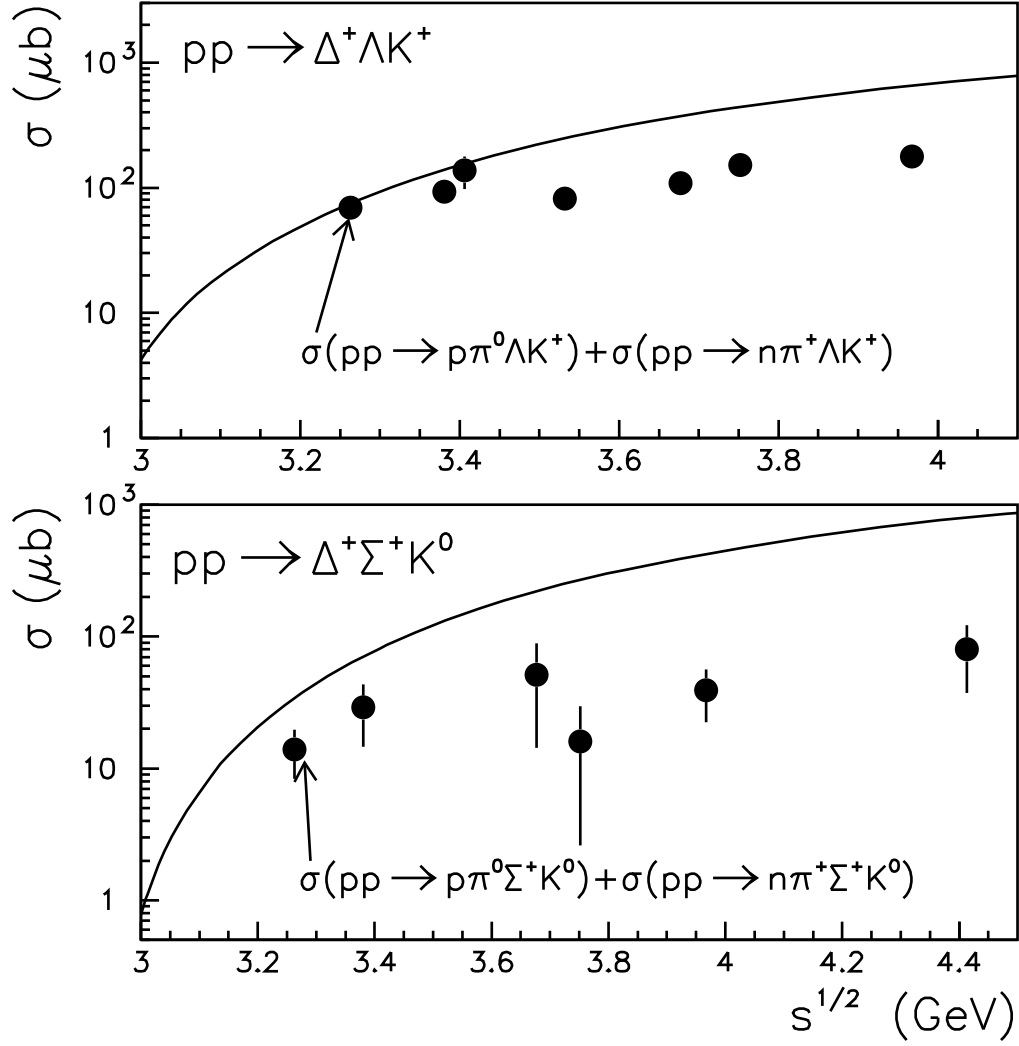 pp → Δ⁺ΛK⁺
σ (μb)
10³
10²
10
1
σ(pp → pπ⁰ΛK⁺)+σ(pp → nπ⁺ΛK⁺)
3 3.2 3.4 3.6 3.8 4
pp → Δ⁺Σ⁺K⁰
σ (μb)
10³
10²
10
1
σ(pp → pπ⁰Σ⁺K⁰)+σ(pp → nπ⁺Σ⁺K⁰)
3 3.2 3.4 3.6 3.8 4 4.2 4.4
s¹ᐟ² (GeV)